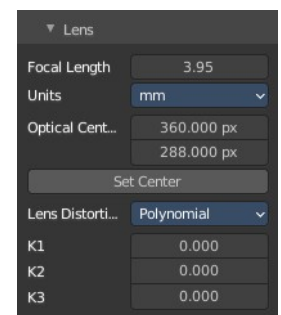 Lens
Focal Length 3.95
Units mm
Optical Cent... 360.000 px
288.000 px
Set Center
Lens Distorti... Polynomial
K1 0.000
K2 0.000
K3 0.000